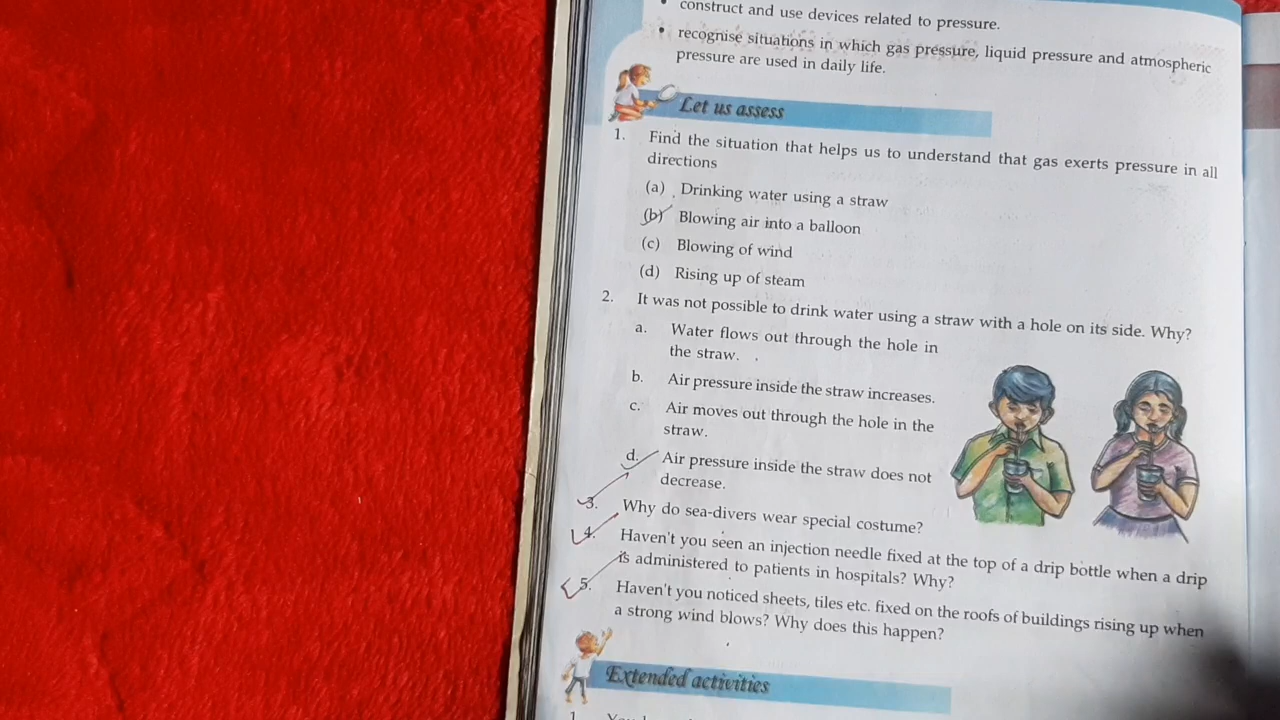 • construct and use devices related to pressure.
• recognise situations in which gas pressure, liquid pressure and atmospheric
pressure are used in daily life.
Let us assess
1. Find the situation that helps us to understand that gas exerts pressure in all
directions
(a) Drinking water using a straw
(b) Blowing air into a balloon
(c) Blowing of wind
(d) Rising up of steam
2. It was not possible to drink water using a straw with a hole on its side. Why?
a. Water flows out through the hole in
the straw.
b. Air pressure inside the straw increases.
c. Air moves out through the hole in the
straw.
d. Air pressure inside the straw does not
decrease.
3. Why do sea-divers wear special costume?
4. Haven't you seen an injection needle fixed at the top of a drip bottle when a drip
is administered to patients in hospitals? Why?
5. Haven't you noticed sheets, tiles etc. fixed on the roofs of buildings rising up when
a strong wind blows? Why does this happen?
Extended activities
1.